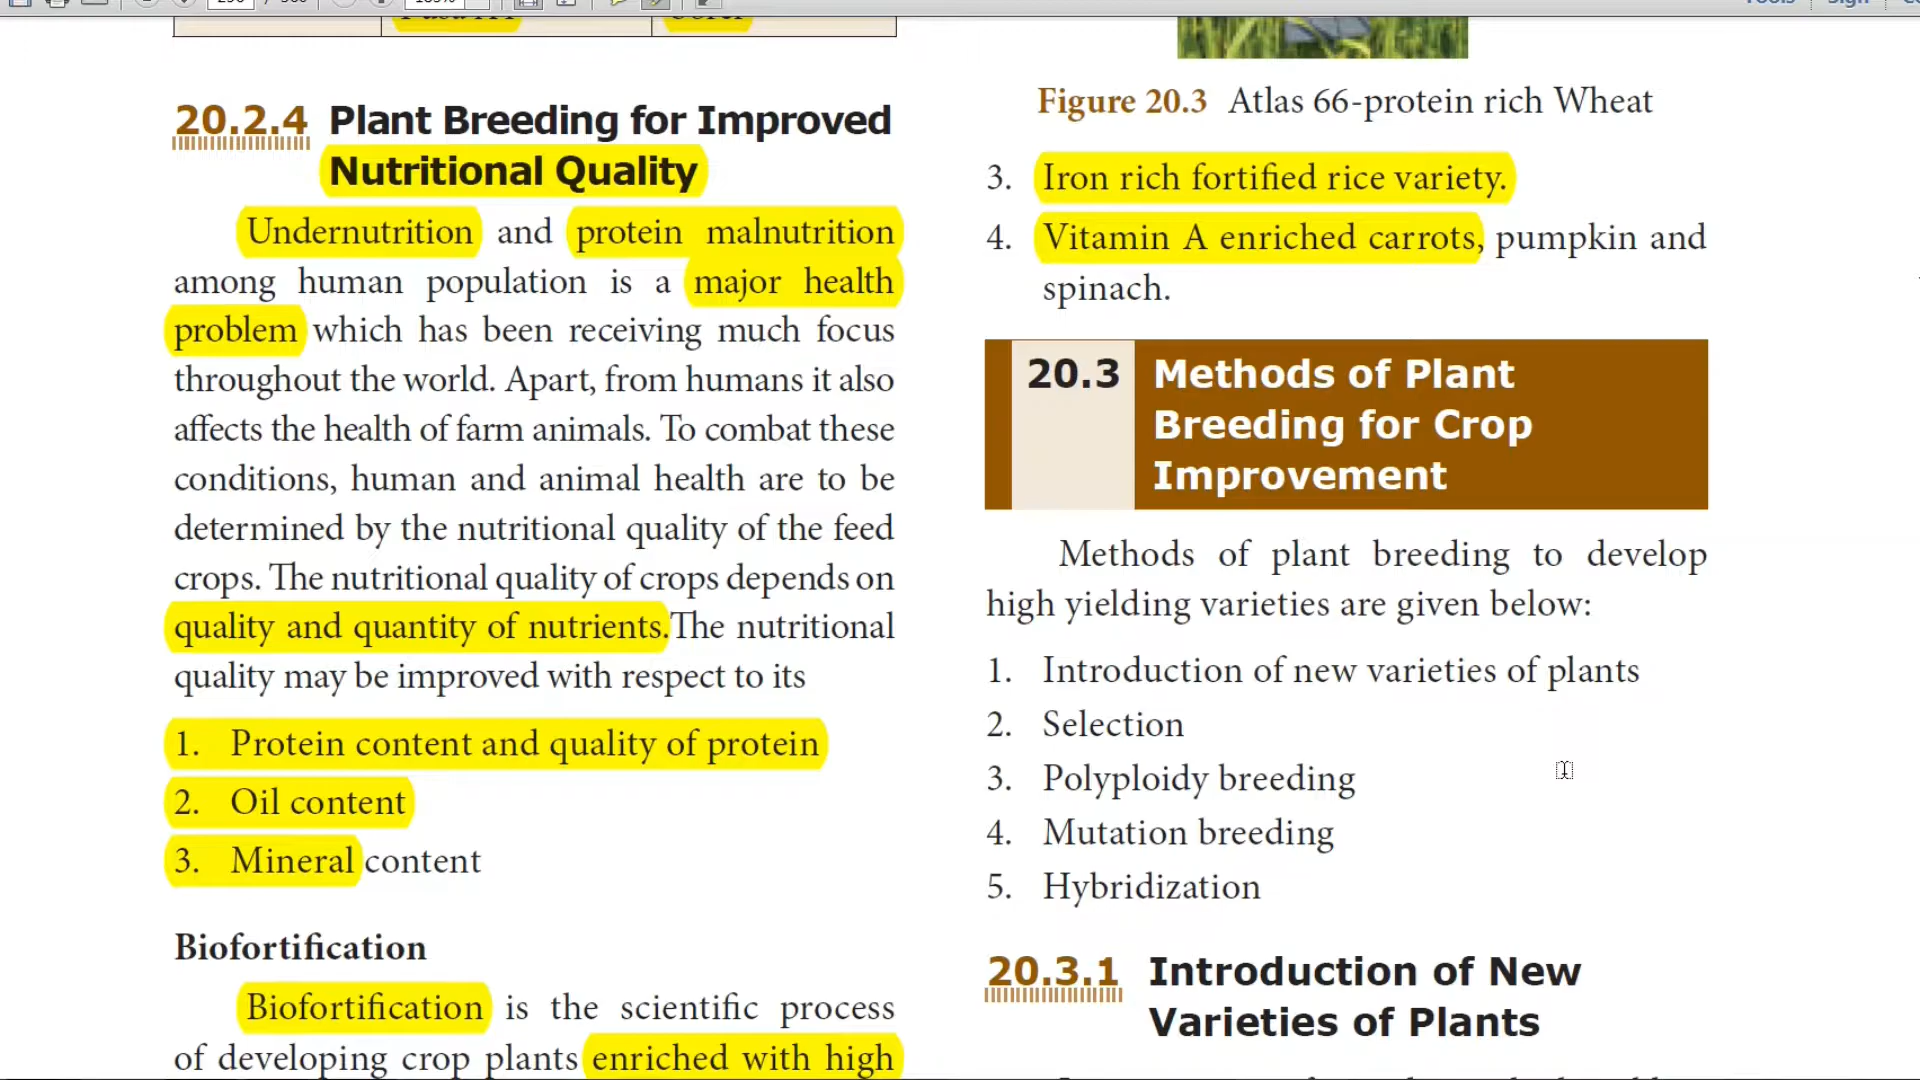 20.2.4 Plant Breeding for Improved
Nutritional Quality
Undernutrition and protein malnutrition
among human population is a major health
problem which has been receiving much focus
throughout the world. Apart, from humans it also
affects the health of farm animals. To combat these
conditions, human and animal health are to be
determined by the nutritional quality of the feed
crops. The nutritional quality of crops depends on
quality and quantity of nutrients.The nutritional
quality may be improved with respect to its
1. Protein content and quality of protein
2. Oil content
3. Mineral content
Biofortification
Biofortification is the scientific process
of developing crop plants enriched with high
Figure 20.3 Atlas 66-protein rich Wheat
3. Iron rich fortified rice variety.
4. Vitamin A enriched carrots, pumpkin and
spinach.
20.3 Methods of Plant
Breeding for Crop
Improvement
Methods of plant breeding to develop
high yielding varieties are given below:
1. Introduction of new varieties of plants
2. Selection
3. Polyploidy breeding
4. Mutation breeding
5. Hybridization
20.3.1 Introduction of New
Varieties of Plants